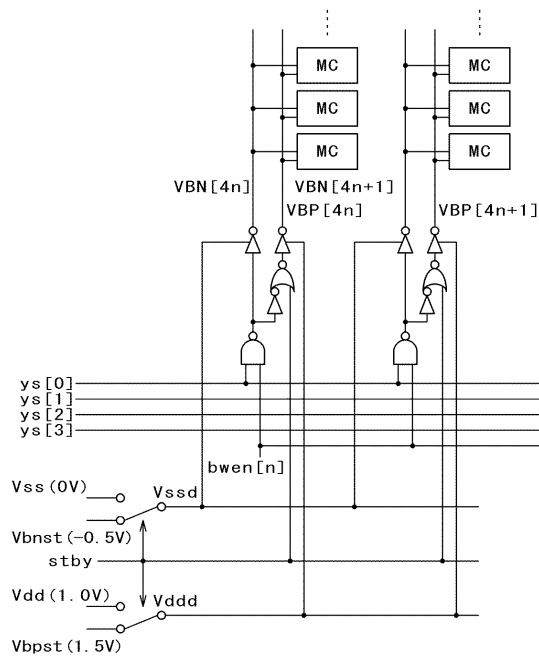 MC MC
MC MC
MC MC
VBN[4n] VBN[4n+1]
VBP[4n] VBP[4n+1]
ys[0]
ys[1]
ys[2]
ys[3]
bwen[n]
Vss(0V) Vssd
Vbnst(-0.5V)
stby
Vdd(1.0V) Vddd
Vbpst(1.5V)